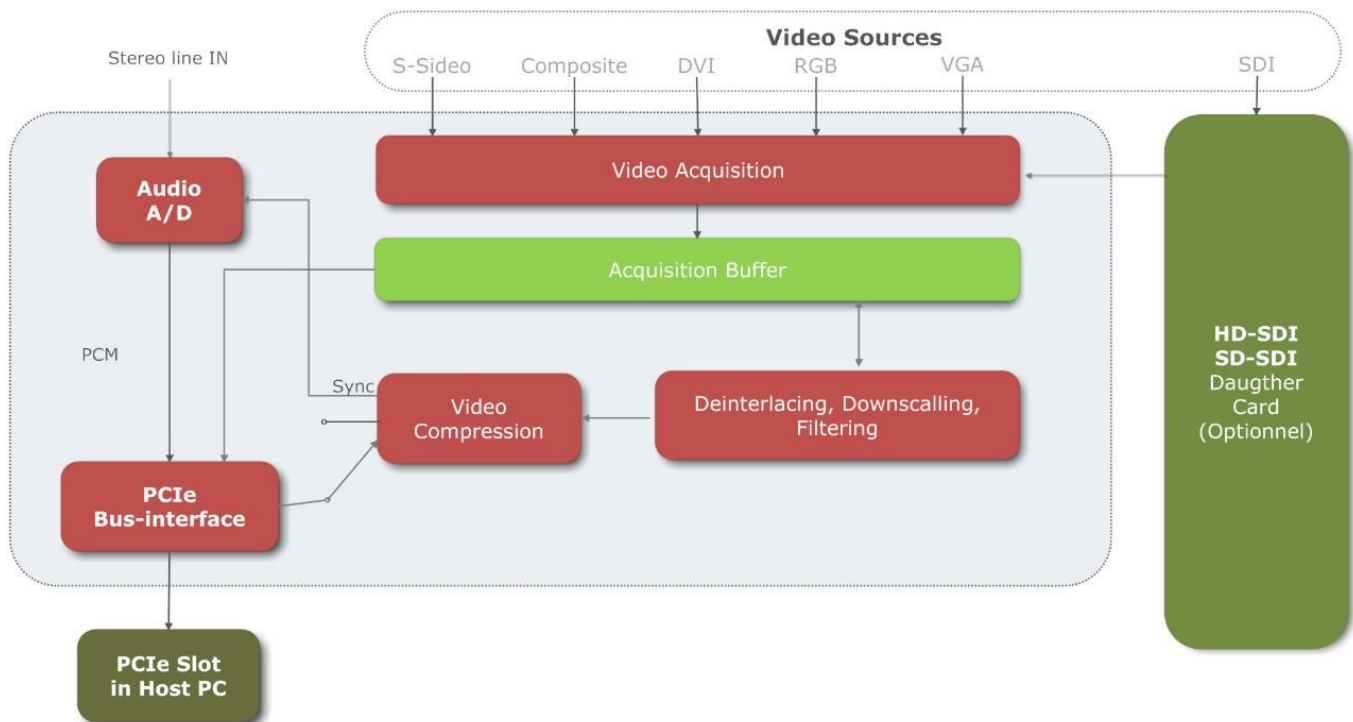 Video Sources
Stereo line IN
S-Sideo
Composite
DVI
RGB
VGA
SDI
Audio
A/D
Video Acquisition
Acquisition Buffer
HD-SDI
SD-SDI
Daugther
Card
(Optionnel)
PCM
Sync
Video
Compression
Deinterlacing, Downscalling,
Filtering
PCIe
Bus-interface
PCIe Slot
in Host PC